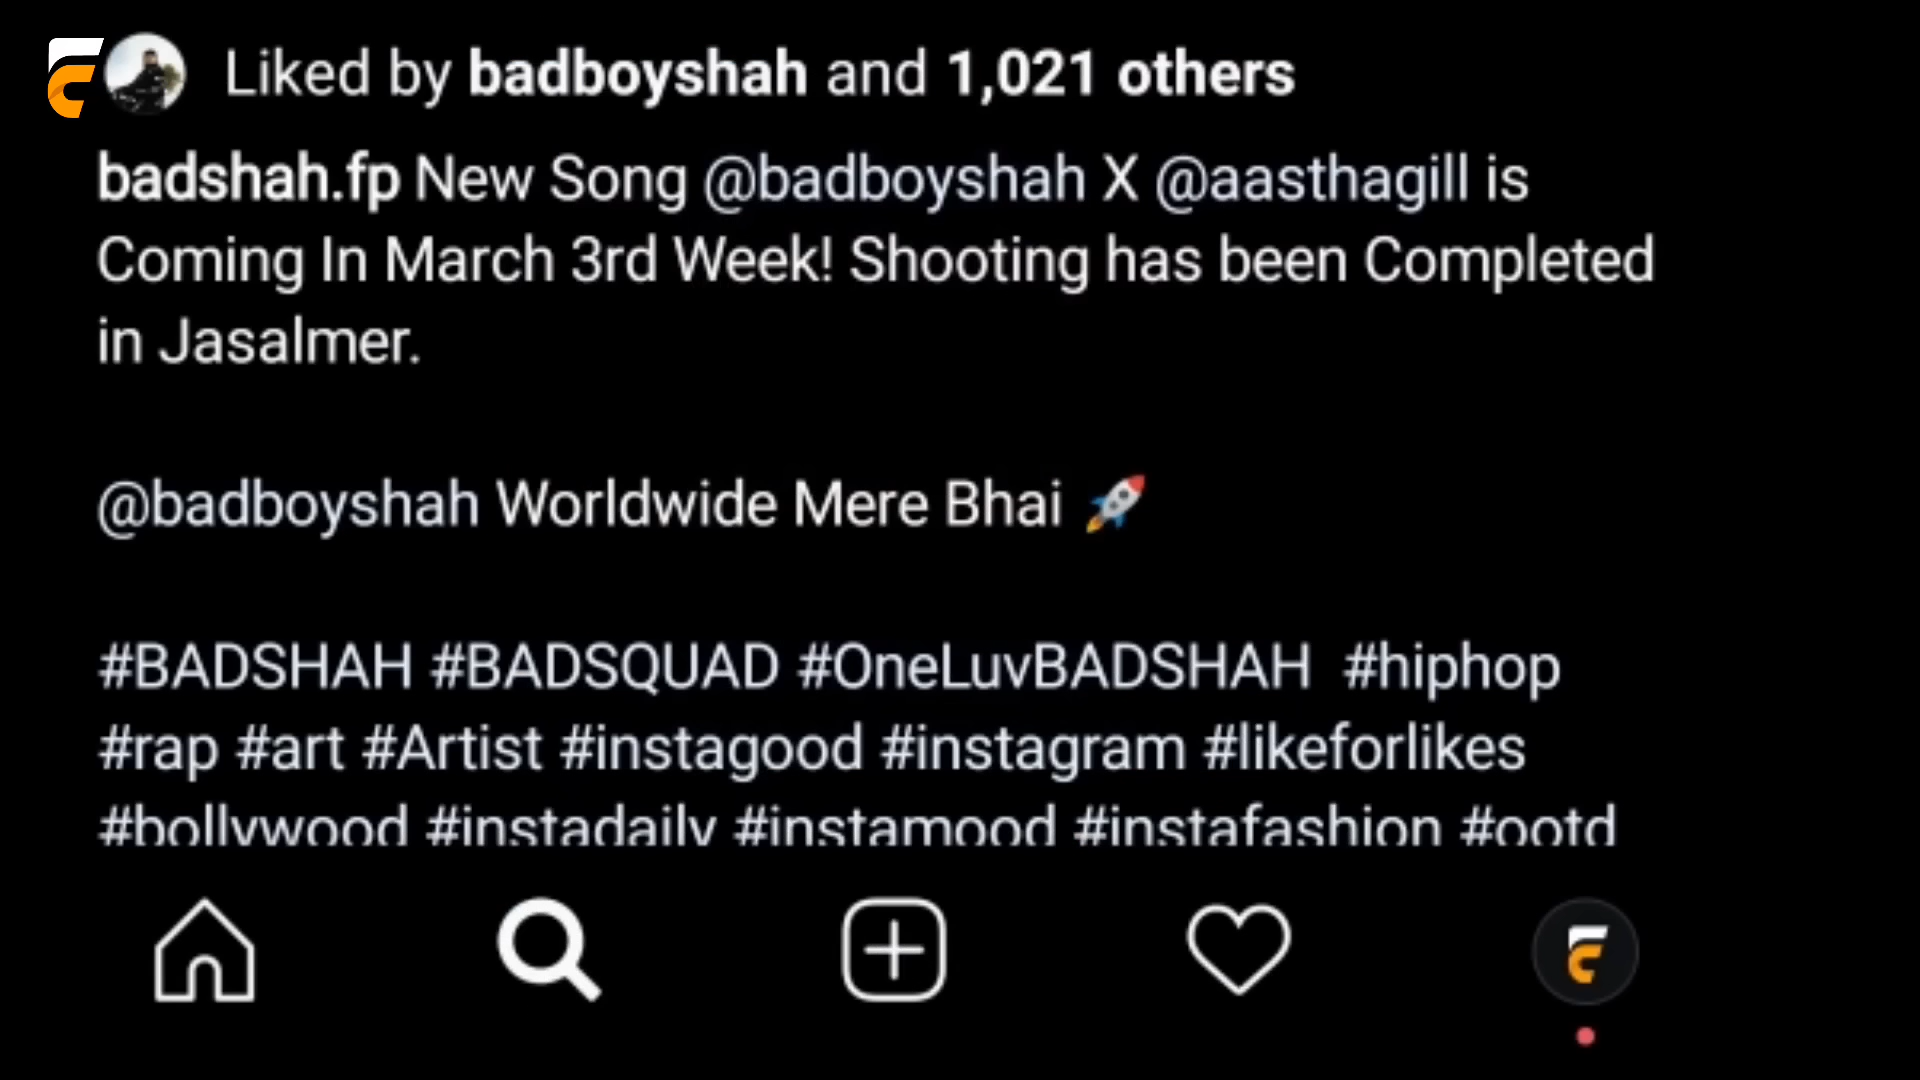 Liked by badboyshah and 1,021 others
badshah.fp New Song @badboyshah X @aasthagill is
Coming In March 3rd Week! Shooting has been Completed
in Jasalmer.
@badboyshah Worldwide Mere Bhai 🚀
#BADSHAH #BADSQUAD #OneLuvBADSHAH #hiphop
#rap #art #Artist #instagood #instagram #likeforlikes
#bollywood #instadaily #instamood #instafashion #ootd